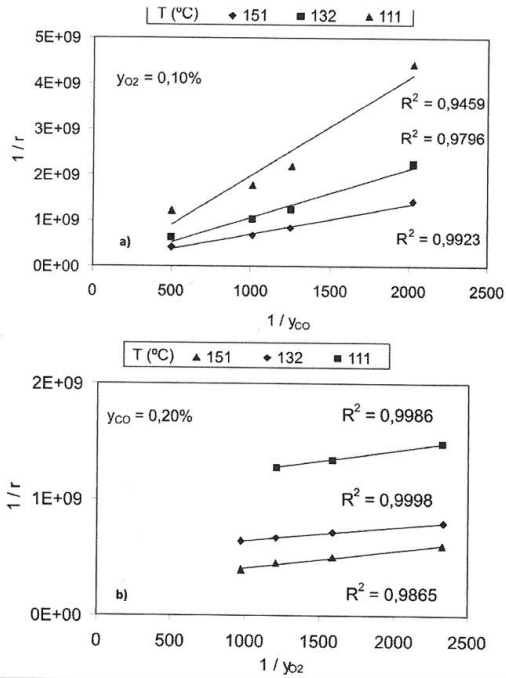 T (ºC) ♦ 151 ■ 132 ▲ 111
5E+09
4E+09
3E+09
2E+09
1E+09
0E+00
1 / r
yO2 = 0,10%
R² = 0,9459
R² = 0,9796
R² = 0,9923
a)
0 500 1000 1500 2000 2500
1 / yCO
T (ºC) ▲ 151 ♦ 132 ■ 111
2E+09
1E+09
0E+00
1 / r
yCO = 0,20%
R² = 0,9986
R² = 0,9998
R² = 0,9865
b)
0 500 1000 1500 2000 2500
1 / yO2